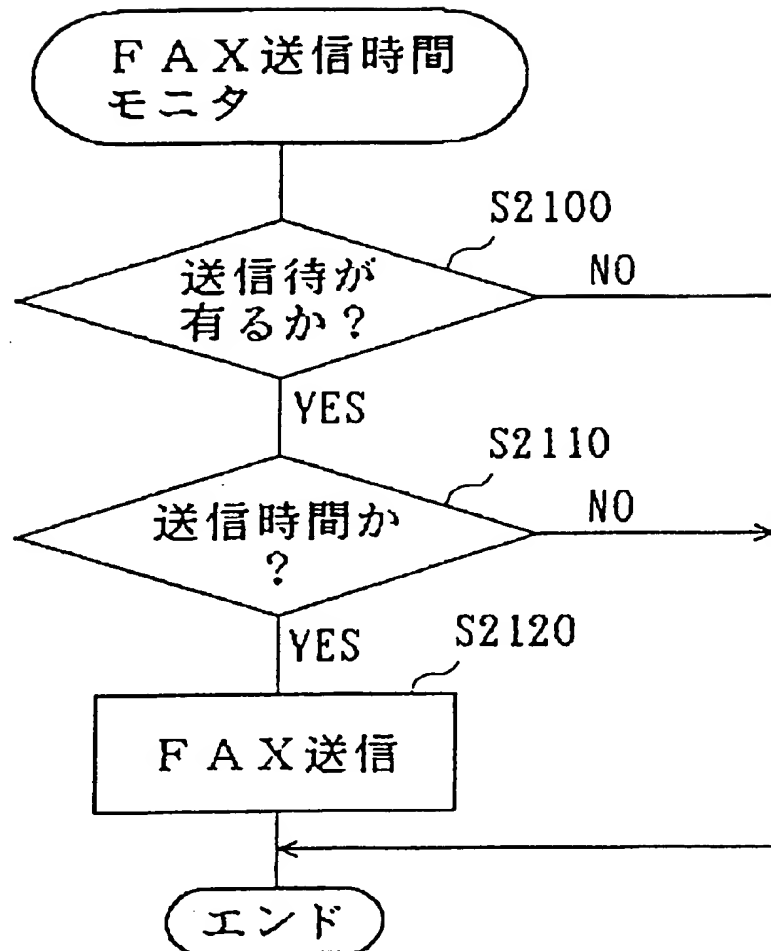 FAX送信時間
モニタ
S2100
送信待が
有るか?
NO
YES
S2110
送信時間か
?
NO
YES
S2120
FAX送信
エンド